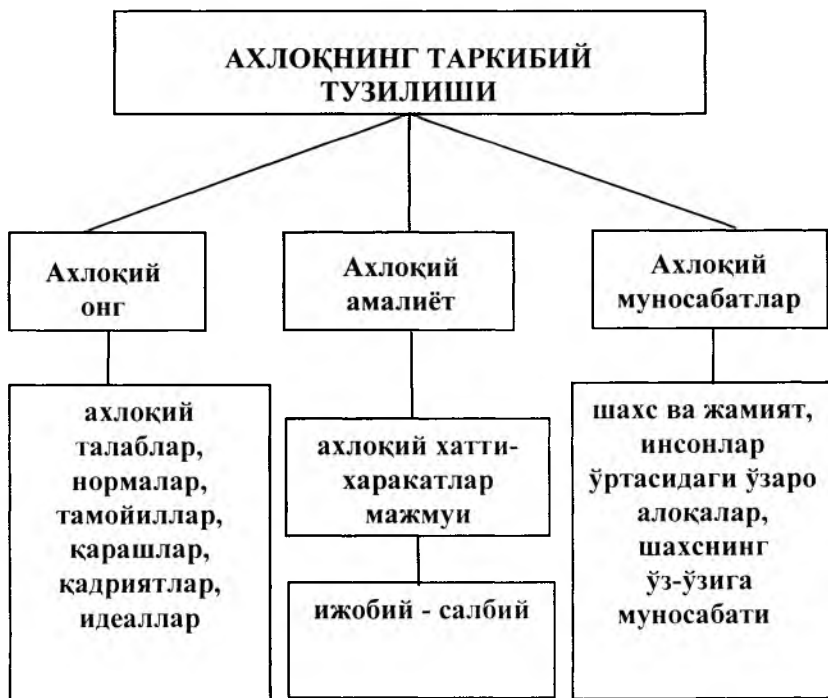 АХЛОҚНИНГ ТАРКИБИЙ
ТУЗИЛИШИ
Ахлоқий
онг
Ахлоқий
амалиёт
Ахлоқий
муносабатлар
ахлоқий
талаблар,
нормалар,
тамойиллар,
қарашлар,
қадриятлар,
идеаллар
ахлоқий хатти-
харакатлар
мажмуи
ижобий - салбий
шахс ва жамият,
инсонлар
ўртасидаги ўзаро
алоқалар,
шахснинг
ўз-ўзига
муносабати